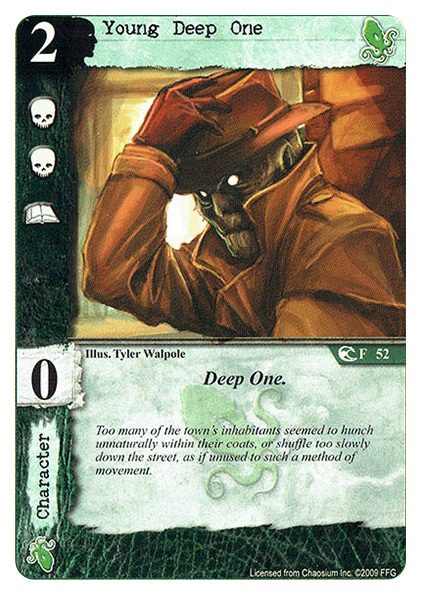 2
Young Deep One
Illus. Tyler Walpole
F 52
0
Deep One.
Too many of the town's inhabitants seemed to hunch
unnaturally within their coats, or shuffle too slowly
down the street, as if unused to such a method of
movement.
Character
Licensed from Chaosium Inc. ©2009 FFG